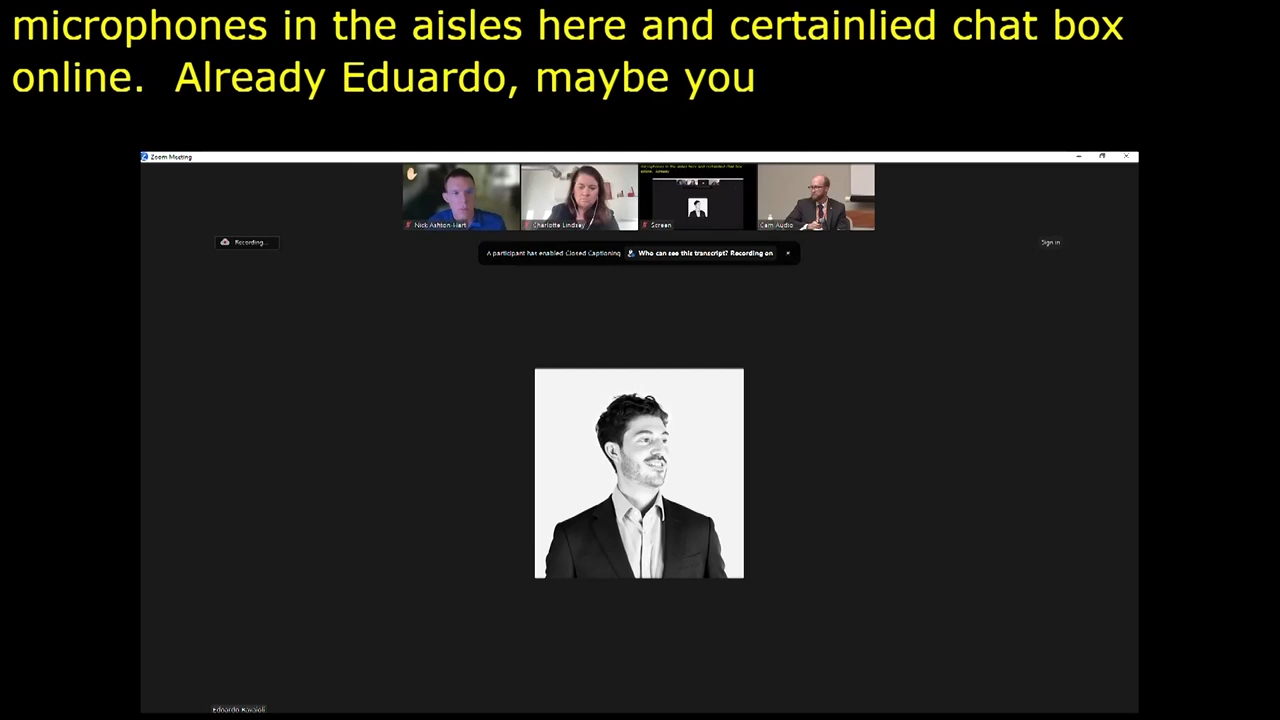 microphones in the aisles here and certainlied chat box
online.  Already Eduardo, maybe you
Zoom Meeting
Nick Ashton-Hart
Charlotte Lindsey
Screen
Cam Audio
Recording...
A participant has enabled Closed Captioning
Who can see this transcript? Recording on
Sign in
Eduardo